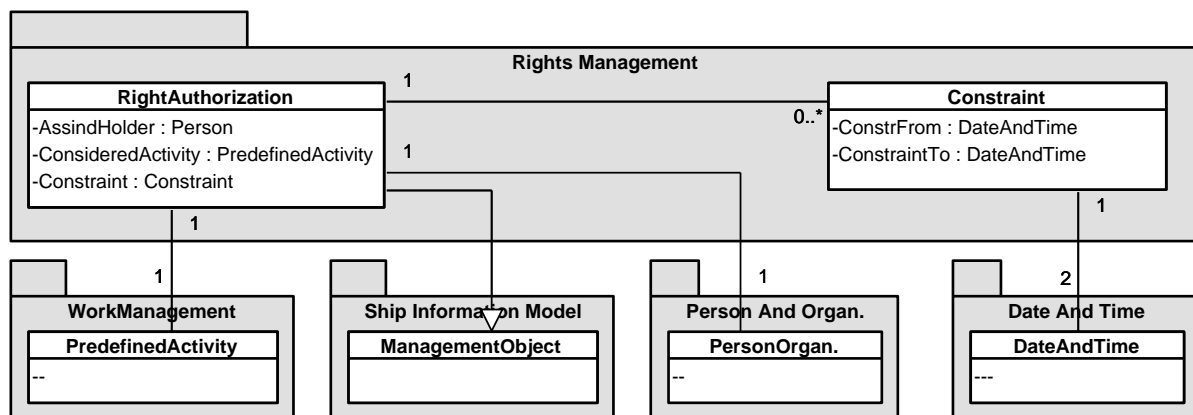 Rights Management
RightAuthorization
-AssindHolder : Person
-ConsideredActivity : PredefinedActivity
-Constraint : Constraint
1
0..*
Constraint
-ConstrFrom : DateAndTime
-ConstraintTo : DateAndTime
1
1
1
1
1
2
WorkManagement
PredefinedActivity
--
Ship Information Model
ManagementObject
Person And Organ.
PersonOrgan.
--
Date And Time
DateAndTime
---